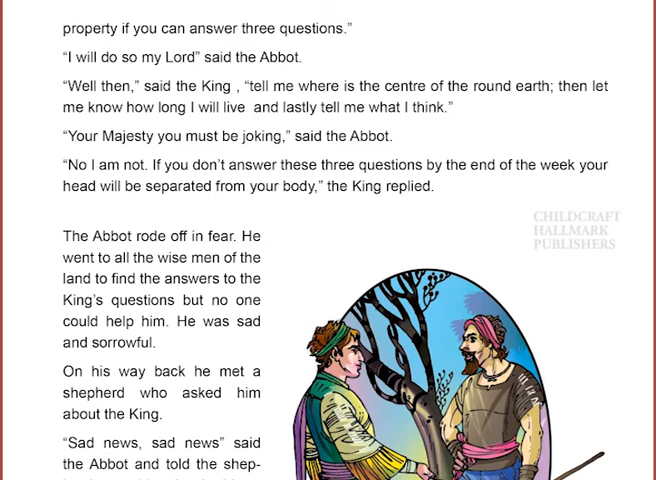 property if you can answer three questions.”
“I will do so my Lord” said the Abbot.
“Well then,” said the King , “tell me where is the centre of the round earth; then let
me know how long I will live and lastly tell me what I think.”
“Your Majesty you must be joking,” said the Abbot.
“No I am not. If you don’t answer these three questions by the end of the week your
head will be separated from your body,” the King replied.
CHILDCRAFT
HALLMARK
PUBLISHERS
The Abbot rode off in fear. He
went to all the wise men of the
land to find the answers to the
King’s questions but no one
could help him. He was sad
and sorrowful.
On his way back he met a
shepherd who asked him
about the King.
“Sad news, sad news” said
the Abbot and told the shep-